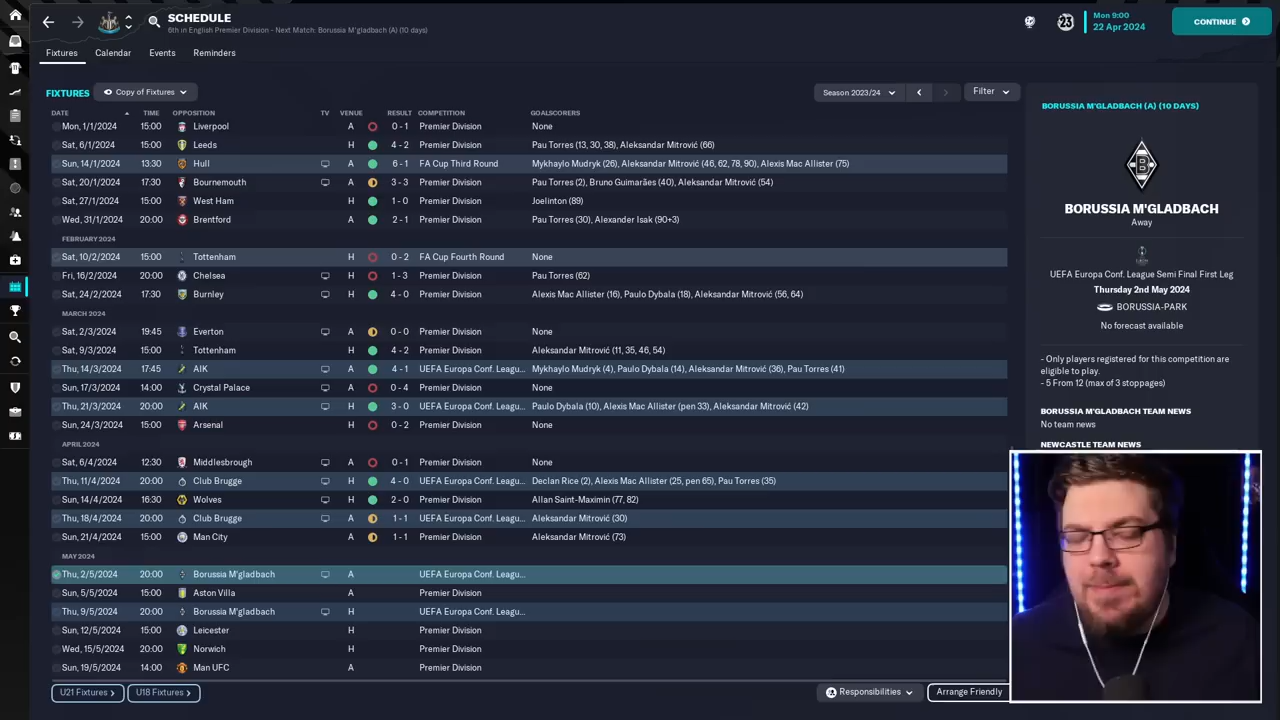 SCHEDULE
6th in English Premier Division - Next Match: Borussia M'gladbach (A) (10 days)
23
Mon 9:00
22 Apr 2024
CONTINUE
Fixtures Calendar Events Reminders
FIXTURES Copy of Fixtures Season 2023/24 Filter
DATE TIME OPPOSITION TV VENUE RESULT COMPETITION GOALSCORERS
Mon, 1/1/2024 15:00 Liverpool A 0 - 1 Premier Division None
Sat, 6/1/2024 15:00 Leeds H 4 - 2 Premier Division Pau Torres (13, 30, 38), Aleksandar Mitrović (66)
Sun, 14/1/2024 13:30 Hull A 6 - 1 FA Cup Third Round Mykhaylo Mudryk (26), Aleksandar Mitrović (46, 62, 78, 90), Alexis Mac Allister (75)
Sat, 20/1/2024 17:30 Bournemouth A 3 - 3 Premier Division Pau Torres (2), Bruno Guimarães (40), Aleksandar Mitrović (54)
Sat, 27/1/2024 15:00 West Ham H 1 - 0 Premier Division Joelinton (89)
Wed, 31/1/2024 20:00 Brentford A 2 - 1 Premier Division Pau Torres (30), Alexander Isak (90+3)
FEBRUARY 2024
Sat, 10/2/2024 15:00 Tottenham H 0 - 2 FA Cup Fourth Round None
Fri, 16/2/2024 20:00 Chelsea H 1 - 3 Premier Division Pau Torres (62)
Sat, 24/2/2024 17:30 Burnley H 4 - 0 Premier Division Alexis Mac Allister (16), Paulo Dybala (18), Aleksandar Mitrović (56, 64)
MARCH 2024
Sat, 2/3/2024 19:45 Everton A 0 - 0 Premier Division None
Sat, 9/3/2024 15:00 Tottenham H 4 - 2 Premier Division Aleksandar Mitrović (11, 35, 46, 54)
Thu, 14/3/2024 17:45 AIK A 4 - 1 UEFA Europa Conf. Leagu... Mykhaylo Mudryk (4), Paulo Dybala (14), Aleksandar Mitrović (36), Pau Torres (41)
Sun, 17/3/2024 14:00 Crystal Palace A 0 - 4 Premier Division None
Thu, 21/3/2024 20:00 AIK H 3 - 0 UEFA Europa Conf. Leagu... Paulo Dybala (10), Alexis Mac Allister (pen 33), Aleksandar Mitrović (42)
Sun, 24/3/2024 15:00 Arsenal H 0 - 2 Premier Division None
APRIL 2024
Sat, 6/4/2024 12:30 Middlesbrough A 0 - 1 Premier Division None
Thu, 11/4/2024 20:00 Club Brugge H 4 - 0 UEFA Europa Conf. Leagu... Declan Rice (2), Alexis Mac Allister (25, pen 65), Pau Torres (35)
Sun, 14/4/2024 16:30 Wolves H 2 - 0 Premier Division Allan Saint-Maximin (77, 82)
Thu, 18/4/2024 20:00 Club Brugge A 1 - 1 UEFA Europa Conf. Leagu... Aleksandar Mitrović (30)
Sun, 21/4/2024 15:00 Man City A 1 - 1 Premier Division Aleksandar Mitrović (73)
MAY 2024
Thu, 2/5/2024 20:00 Borussia M'gladbach A UEFA Europa Conf. Leagu...
Sun, 5/5/2024 15:00 Aston Villa A Premier Division
Thu, 9/5/2024 20:00 Borussia M'gladbach H UEFA Europa Conf. Leagu...
Sun, 12/5/2024 15:00 Leicester H Premier Division
Wed, 15/5/2024 20:00 Norwich H Premier Division
Sun, 19/5/2024 14:00 Man UFC A Premier Division
U21 Fixtures U18 Fixtures Responsibilities Arrange Friendly
BORUSSIA M'GLADBACH (A) (10 DAYS)
BORUSSIA M'GLADBACH
Away
UEFA Europa Conf. League Semi Final First Leg
Thursday 2nd May 2024
BORUSSIA-PARK
No forecast available
- Only players registered for this competition are
eligible to play.
- 5 From 12 (max of 3 stoppages)
BORUSSIA M'GLADBACH TEAM NEWS
No team news
NEWCASTLE TEAM NEWS